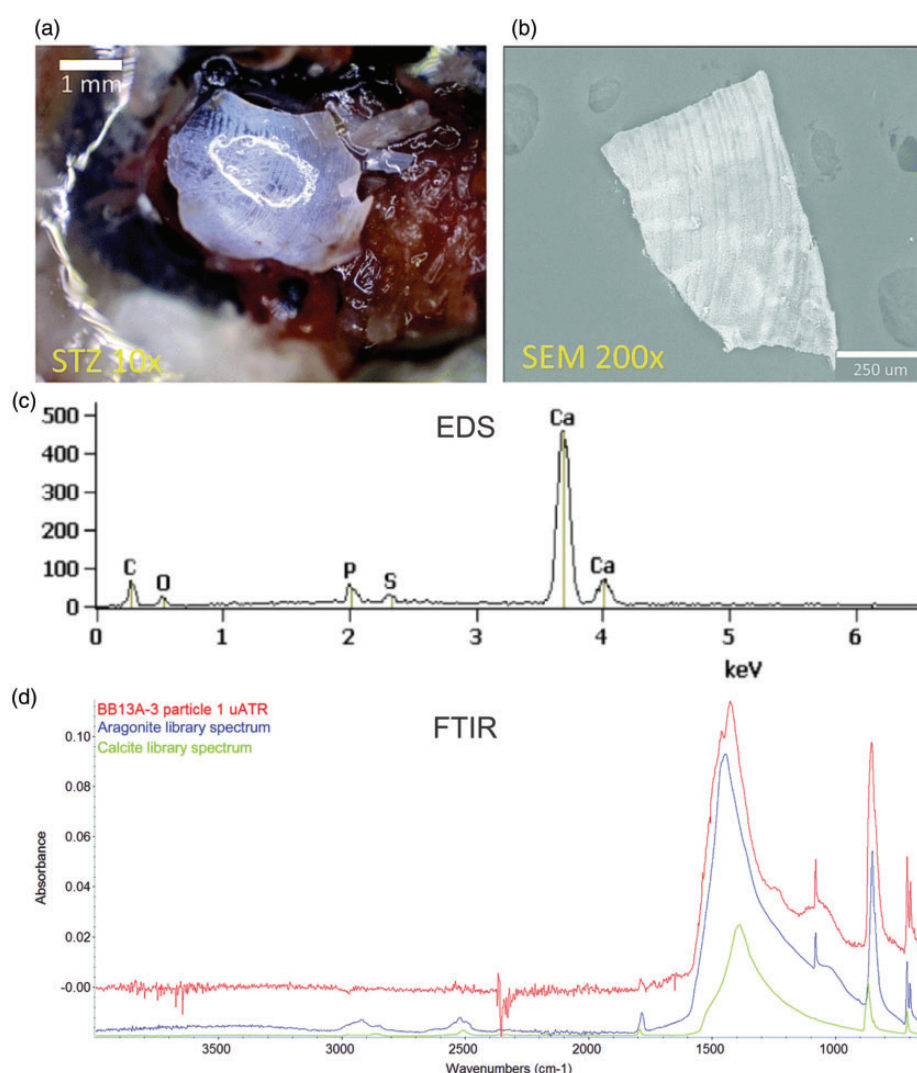 (a)
1 mm
STZ 10x
(b)
SEM 200x
250 um
(c)
EDS
500
400
300
200
100
0
C
O
P
S
Ca
Ca
0 1 2 3 4 5 6
keV
(d)
FTIR
BB13A-3 particle 1 uATR
Aragonite library spectrum
Calcite library spectrum
Absorbance
0.10
0.08
0.06
0.04
0.02
-0.00
3500 3000 2500 2000 1500 1000
Wavenumbers (cm-1)